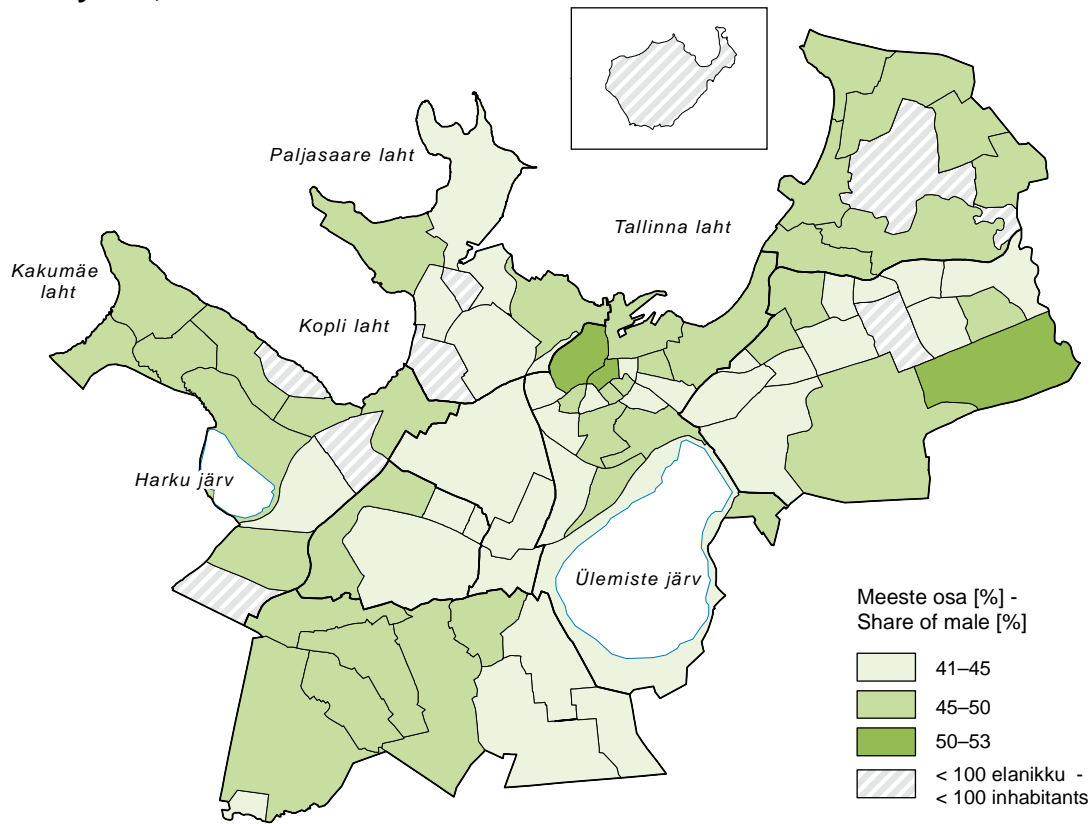 Paljasaare laht
Tallinna laht
Kakumäe
laht
Kopli laht
Harku järv
Ülemiste järv
Meeste osa [%] -
Share of male [%]
41–45
45–50
50–53
< 100 elanikku -
< 100 inhabitants